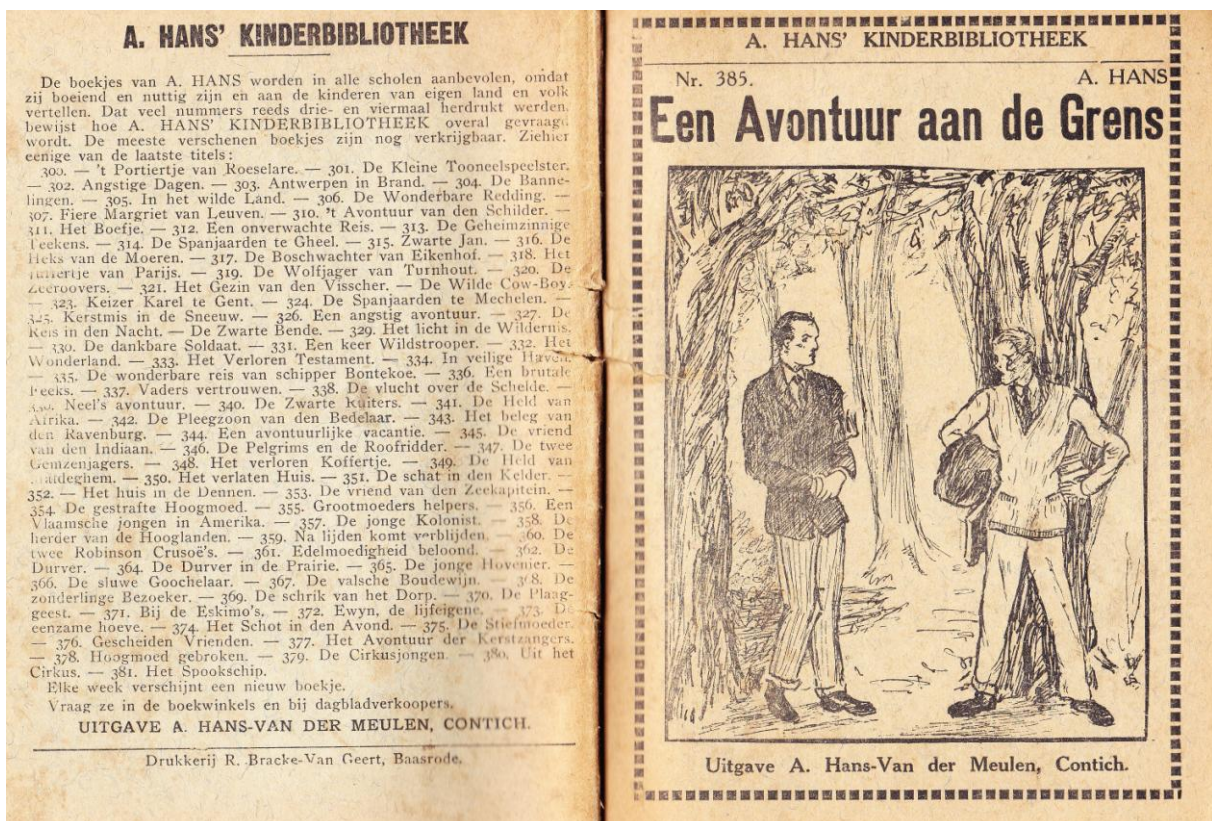 A. HANS' KINDERBIBLIOTHEEK
De boekjes van A. HANS worden in alle scholen aanbevolen, omdat
zij boeiend en nuttig zijn en aan de kinderen van eigen land en volk
vertellen. Dat veel nummers reeds drie- en viermaal herdrukt werden,
bewijst hoe A. HANS' KINDERBIBLIOTHEEK overal gevraagd
wordt. De meeste verschenen boekjes zijn nog verkrijgbaar. Ziehier
eenige van de laatste titels :
300. — 't Portiertje van Roeselare. — 301. De Kleine Tooneelspeelster.
— 302. Angstige Dagen. — 303. Antwerpen in Brand. — 304. De Banne-
lingen. — 305. In het wilde Land. — 306. De Wonderbare Redding. —
307. Fiere Margriet van Leuven. — 310. 't Avontuur van den Schilder. —
311. Het Boefje. — 312. Een onverwachte Reis. — 313. De Geheimzinnige
Teekens. — 314. De Spanjaarden te Gheel. — 315. Zwarte Jan. — 316. De
Heks van de Moeren. — 317. De Boschwachter van Eikenhof. — 318. Het
van Parijs. — 319. De Wolfjager van Turnhout. — 320. De
Zeeroovers. — 321. Het Gezin van den Visscher. — De Wilde Cow-Boy.
— 323. Keizer Karel te Gent. — 324. De Spanjaarden te Mechelen. —
325. Kerstmis in de Sneeuw. — 326. Een angstig avontuur. — 327. De
Reis in den Nacht. — De Zwarte Bende. — 329. Het licht in de Wildernis.
— 330. De dankbare Soldaat. — 331. Een keer Wildstrooper. — 332. Het
Wonderland. — 333. Het Verloren Testament. — 334. In veilige Haven.
— 335. De wonderbare reis van schipper Bontekoe. — 336. Een brutale
— 337. Vaders vertrouwen. — 338. De vlucht over de Schelde. —
Neel's avontuur. — 340. De Zwarte Ruiters. — 341. De Held van
Afrika. — 342. De Pleegzoon van den Bedelaar. — 343. Het beleg van
den Ravenburg. — 344. Een avontuurlijke vacantie. — 345. De vriend
van den Indiaan. — 346. De Pelgrims en de Roofridder. — 347. De twee
Gemzenjagers. — 348. Het verloren Koffertje. — 349. De Held van
— 350. Het verlaten Huis. — 351. De schat in den Kelder. —
352. — Het huis in de Dennen. — 353. De vriend van den Zeekapitein. —
354. De gestrafte Hoogmoed. — 355. Grootmoeders helpers. — 356. Een
Vlaamsche jongen in Amerika. — 357. De jonge Kolonist. — 358. De
herder van de Hooglanden. — 359. Na lijden komt verblijden. — 360. De
twee Robinson Crusoë's. — 361. Edelmoedigheid beloond. — 362. De
Durver. — 364. De Durver in de Prairie. — 365. De jonge Hovenier. —
366. De sluwe Goochelaar. — 367. De valsche Boudewijn. — 368. De
zonderlinge Bezoeker. — 369. De schrik van het Dorp. — 370. De Plaag-
geest. — 371. Bij de Eskimo's. — 372. Ewyn, de lijfeigene. — 373. De
eenzame hoeve. — 374. Het Schot in den Avond. — 375. De Stiefmoeder.
— 376. Gescheiden Vrienden. — 377. Het Avontuur der Kerstzangers.
— 378. Hoogmoed gebroken. — 379. De Cirkusjongen. — 380. Uit het
Cirkus. — 381. Het Spookschip.
Elke week verschijnt een nieuw boekje.
Vraag ze in de boekwinkels en bij dagbladverkoopers.
UITGAVE A. HANS-VAN DER MEULEN, CONTICH.
Drukkerij R. Bracke-Van Geert, Baasrode.
A. HANS' KINDERBIBLIOTHEEK
Nr. 385. A. HANS
Een Avontuur aan de Grens
Uitgave A. Hans-Van der Meulen, Contich.